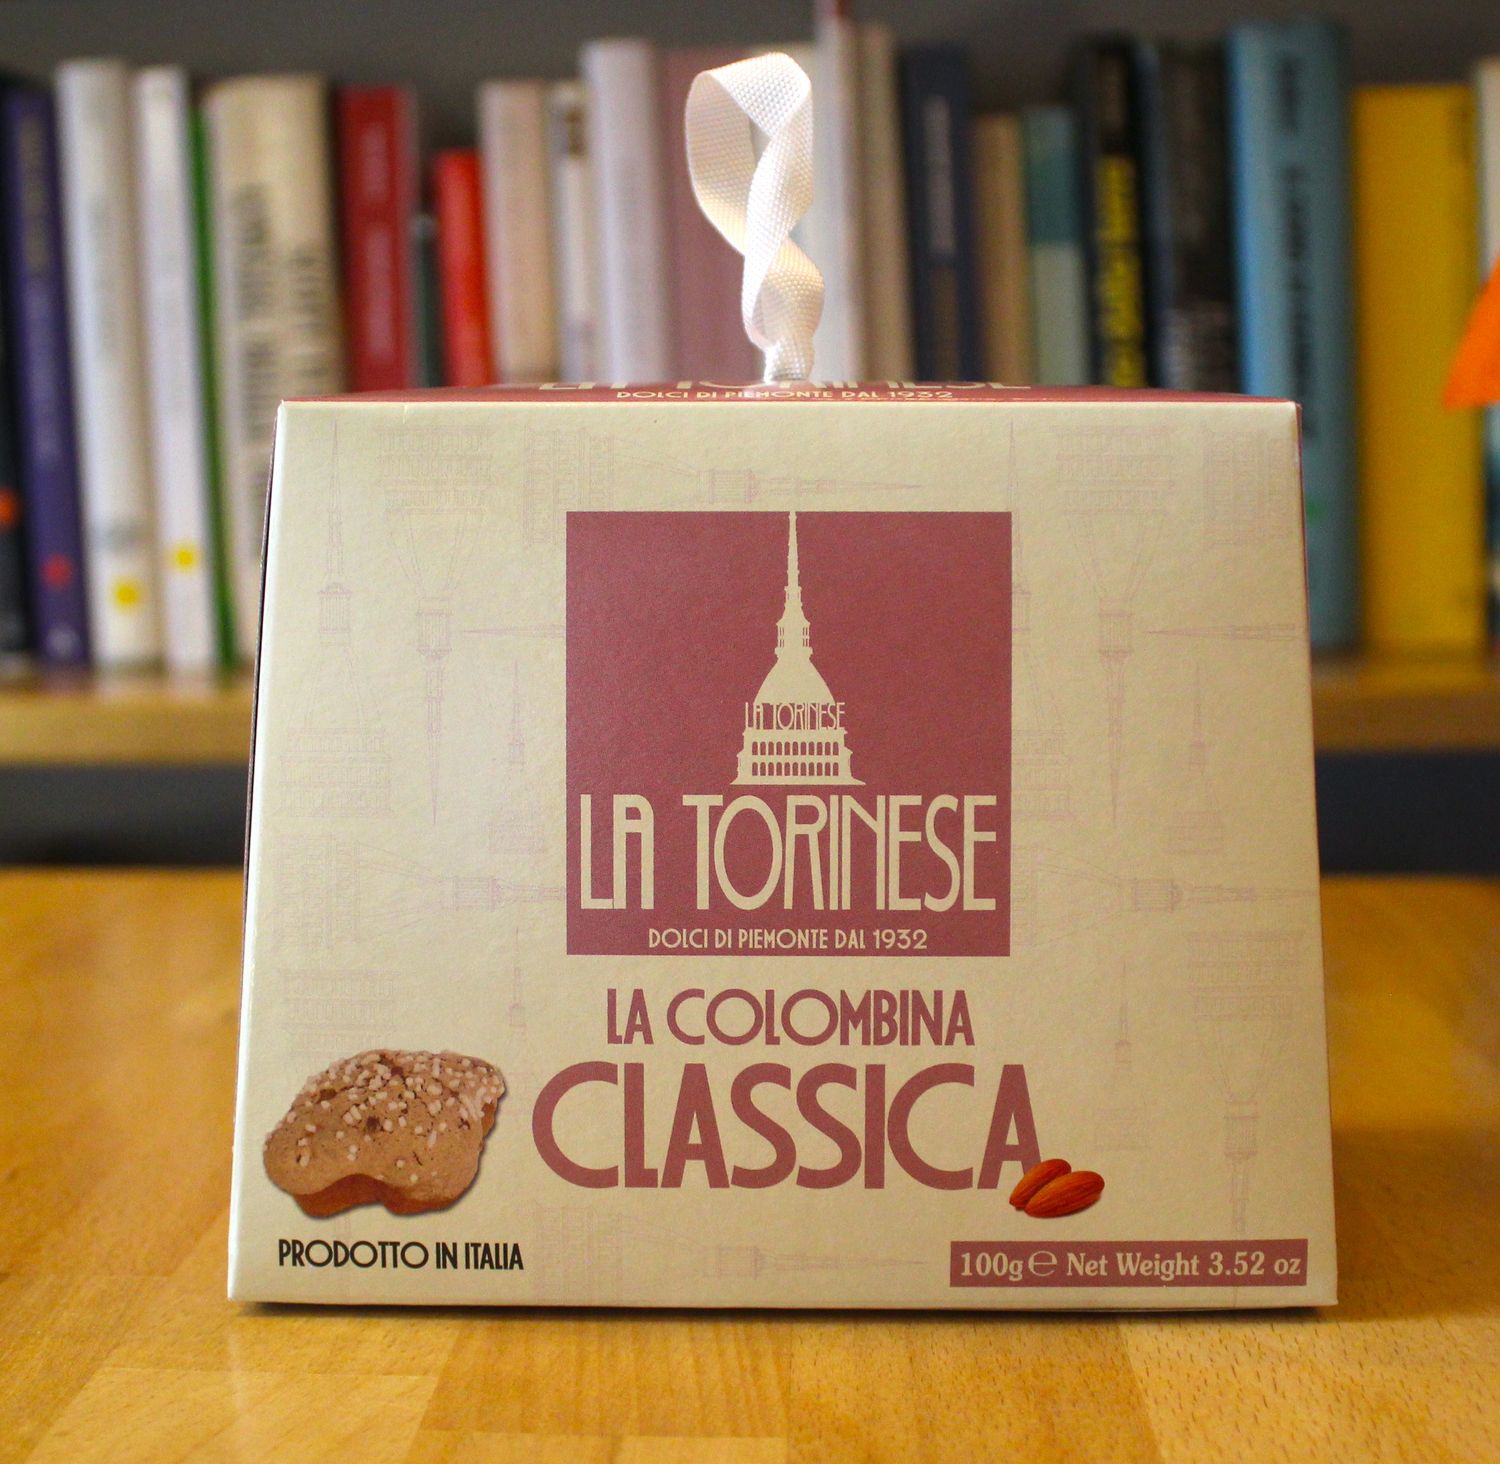 LA TORINESE
DOLCI DI PIEMONTE DAL 1932
LA TORINESE
LA TORINESE
DOLCI DI PIEMONTE DAL 1932
LA COLOMBINA
CLASSICA
PRODOTTO IN ITALIA
100g ℮ Net Weight 3.52 oz